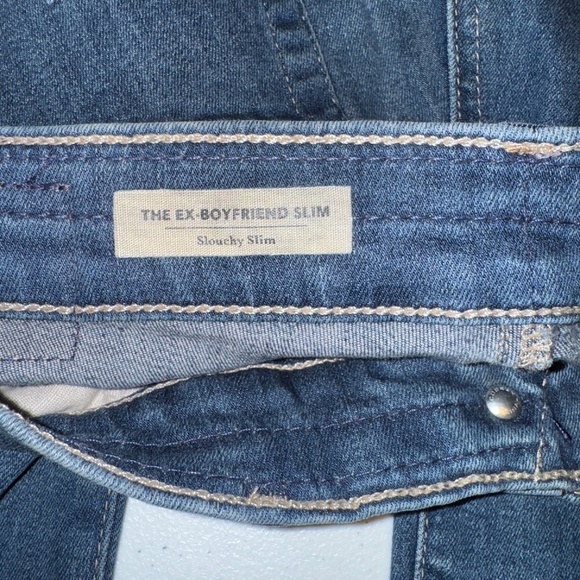 THE EX-BOYFRIEND SLIM
Slouchy Slim